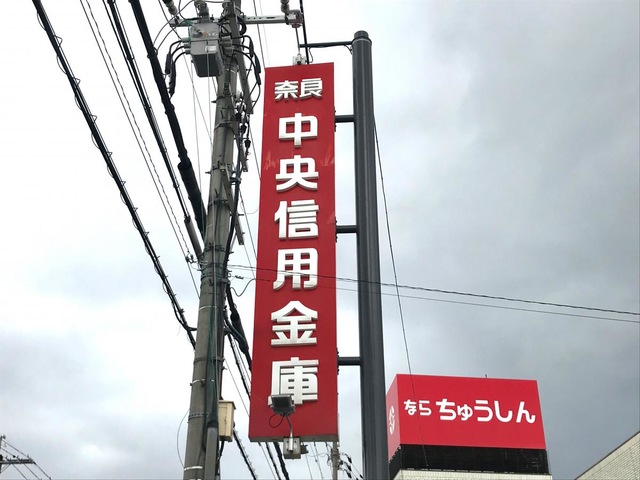 奈良
中央信用金庫
なら ちゅうしん